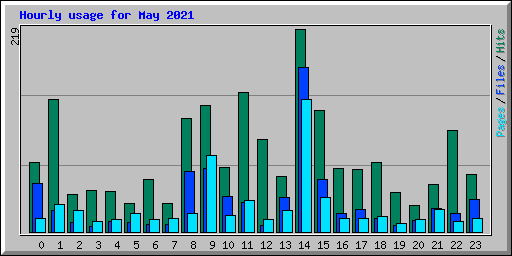 Hourly usage for May 2021
219
Pages / Files / Hits
0 1 2 3 4 5 6 7 8 9 10 11 12 13 14 15 16 17 18 19 20 21 22 23